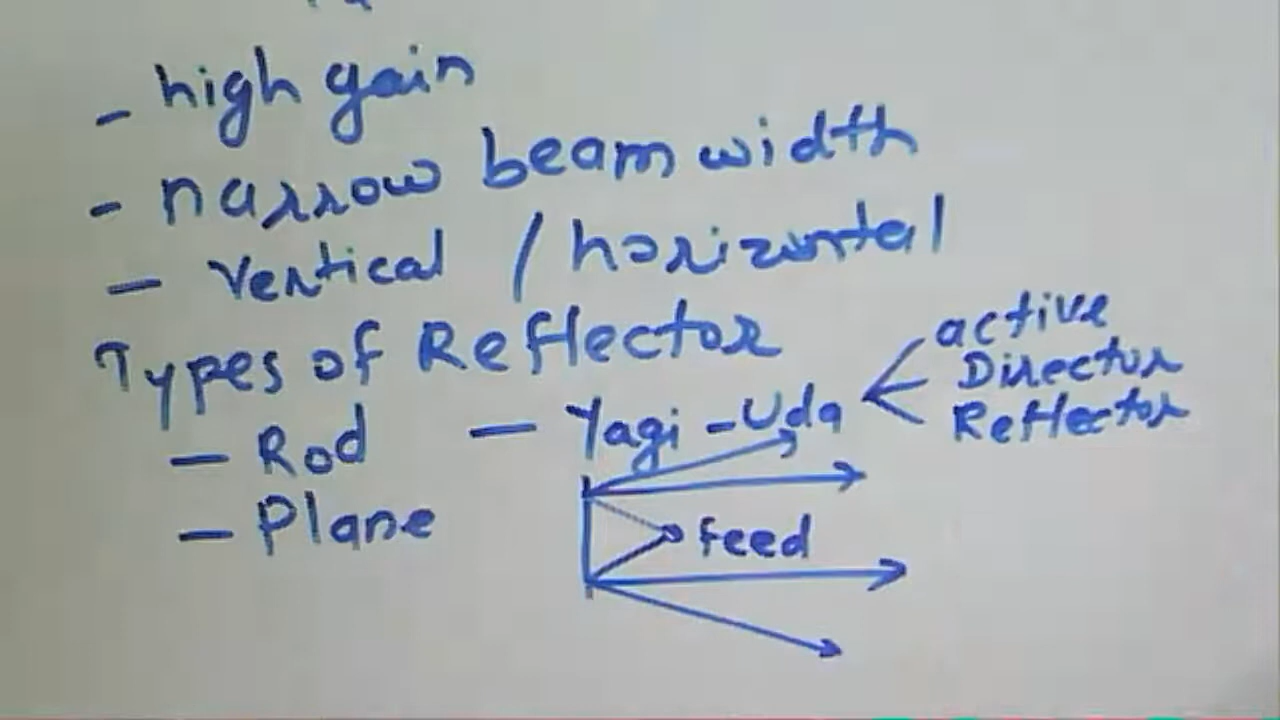 - high gain
- narrow beam width
- Vertical / horizontal
Types of Reflector
- Rod - Yagi-Uda active
Director
Reflector
- Plane
feed